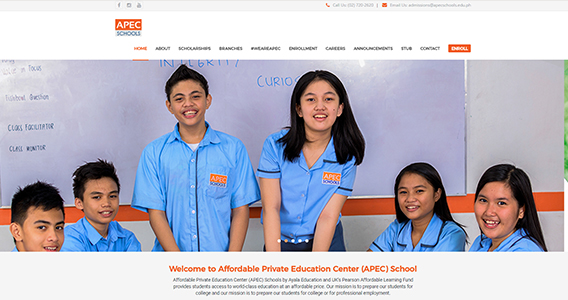 Call Us: (02) 726-2620 | Email Us: admissions@apecschools.edu.ph
APEC
SCHOOLS
HOME ABOUT SCHOLARSHIPS BRANCHES #WEAREAPEC ENROLLMENT CAREERS ANNOUNCEMENTS STUB CONTACT ENROLL
INTEGRITY
CURIO
in Focus
Question
CLASS FACILITATOR
CLASS MONITOR
APEC
SCHOOLS
APEC
SCHOOLS
Welcome to Affordable Private Education Center (APEC) School
Affordable Private Education Center (APEC) Schools by Ayala Education and UK's Pearson Affordable Learning Fund
provides students access to world-class education at an affordable price. Our mission is to prepare our students for
college and our mission is to prepare our students for college or for professional employment.